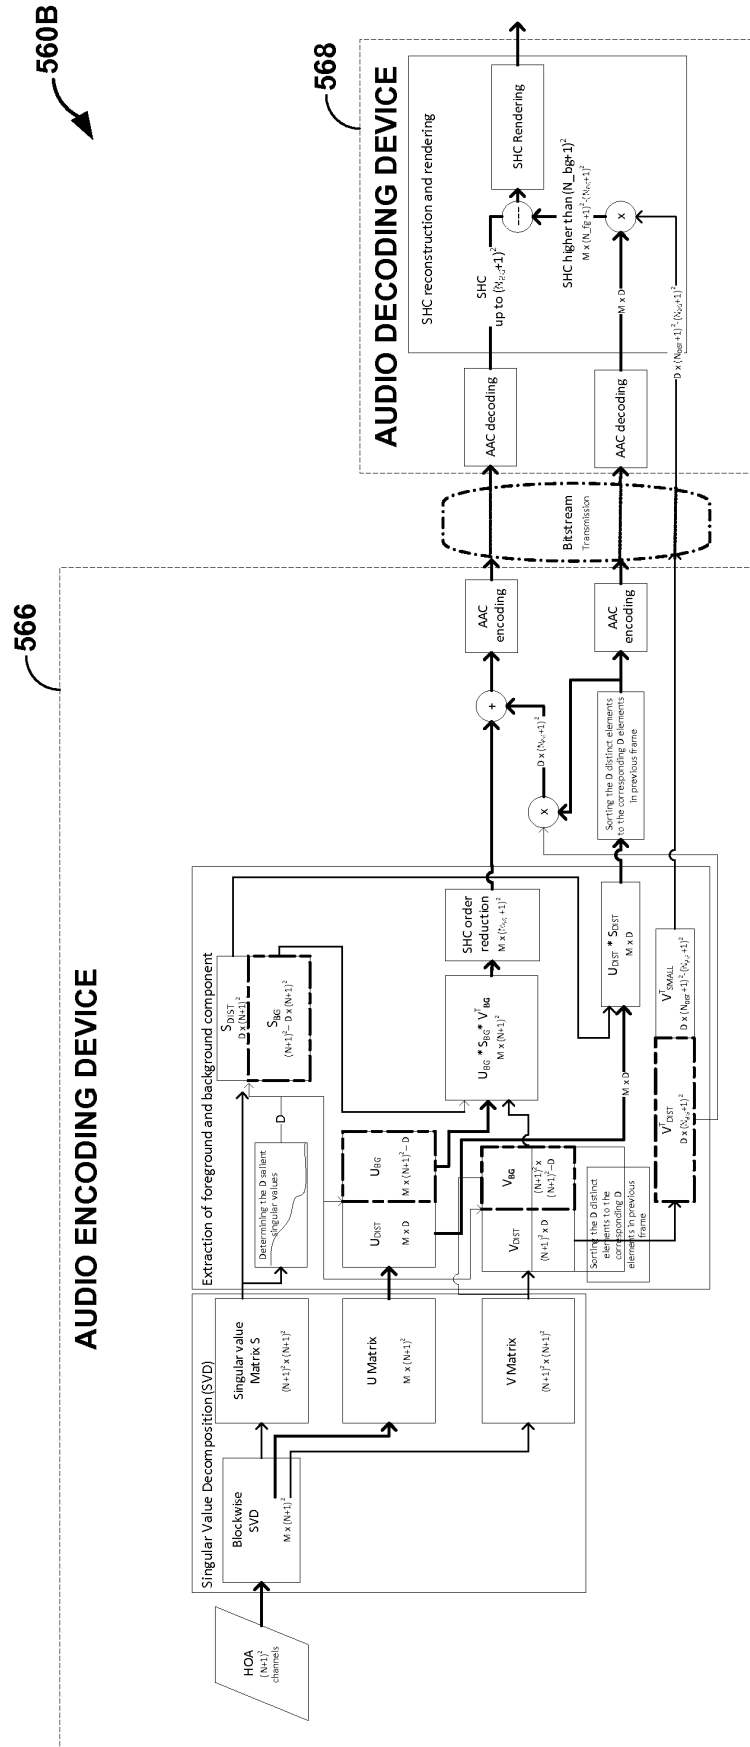 560B
566
AUDIO ENCODING DEVICE
HOA
(N+1)²
channels
Singular Value Decomposition (SVD)
Blockwise
SVD
M x (N+1)²
Singular value
Matrix S
(N+1)² x (N+1)²
U Matrix
M x (N+1)²
V Matrix
(N+1)² x (N+1)²
Extraction of foreground and background component
Determining the D salient
singular values
D
S_DIST
D x (N+1)²
S_BG
(N+1)² – D x (N+1)²
U_DIST
M x D
U_BG
M x (N+1)² – D
V_DIST
(N+1)² x D
V_BG
(N+1)² x
(N+1)² – D
Sorting the D distinct
elements to the
corresponding D
elements in previous
frame
U_BG * S_BG * V^T_BG
M x (N+1)²
SHC order
reduction
M x (N_BG+1)²
U_DIST * S_DIST
M x D
M x D
V^T_DIST
D x (N_BG+1)²
V^T_SMALL
D x (N_DIST+1)²-(N_BG+1)²
Sorting the D distinct elements
to the corresponding D elements
in previous frame
x
D x (N_BG+1)²
+
AAC
encoding
AAC
encoding
Bitstream
Transmission
568
AUDIO DECODING DEVICE
AAC decoding
AAC decoding
SHC reconstruction and rendering
SHC
up to (N_BG+1)²
M x D
D x (N_DIST+1)²-(N_BG+1)²
x
SHC higher than (N_bg+1)²
M x (N_fg+1)²-(N_BG+1)²
SHC Rendering